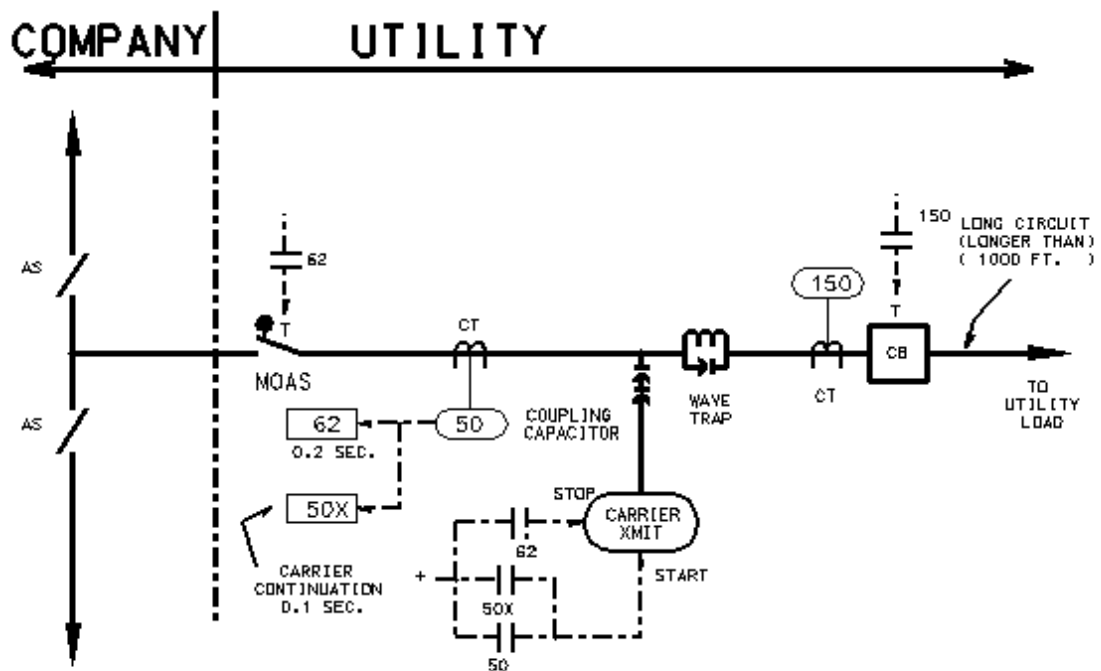 COMPANY
UTILITY
150
LONG CIRCUIT
(LONGER THAN)
( 1000 FT. )
62
AS
150
T
CT
T
CB
MOAS
WAVE
TRAP
CT
TO
UTILITY
LOAD
AS
62
50
COUPLING
CAPACITOR
0.2 SEC.
STOP
50X
CARRIER
XMIT
62
CARRIER
CONTINUATION
0.1 SEC.
+
START
50X
50